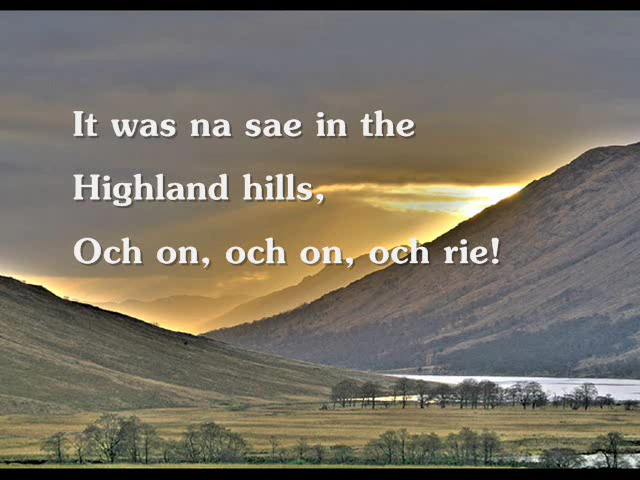 It was na sae in the
Highland hills,
Och on, och on, och rie!